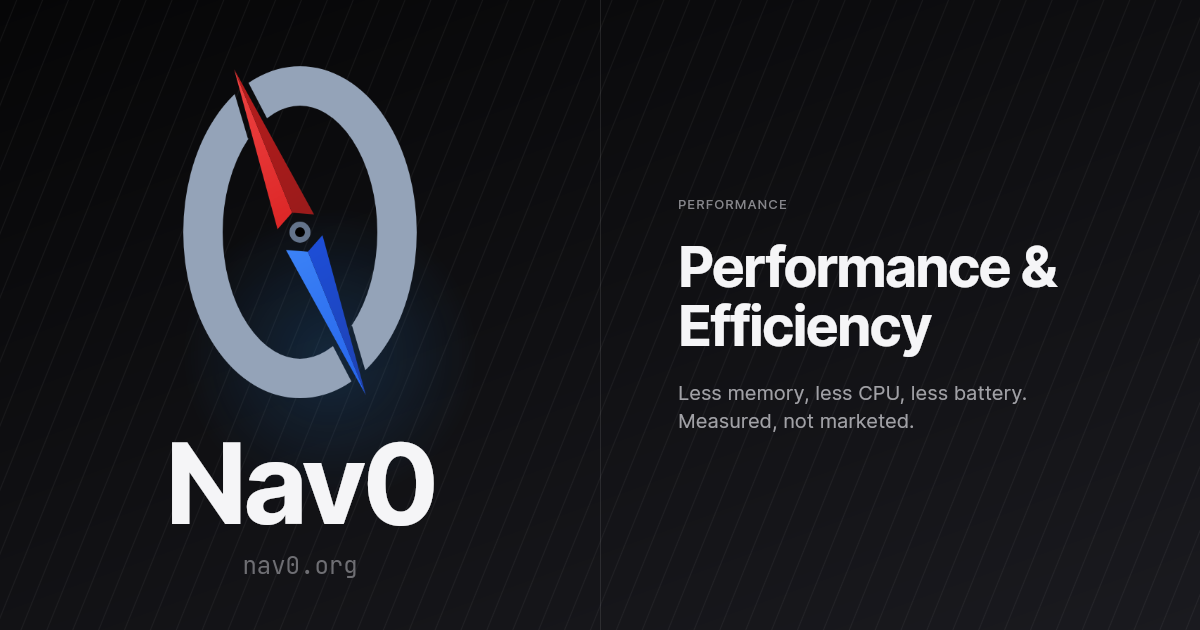 Nav0
nav0.org
PERFORMANCE
Performance &
Efficiency
Less memory, less CPU, less battery.
Measured, not marketed.